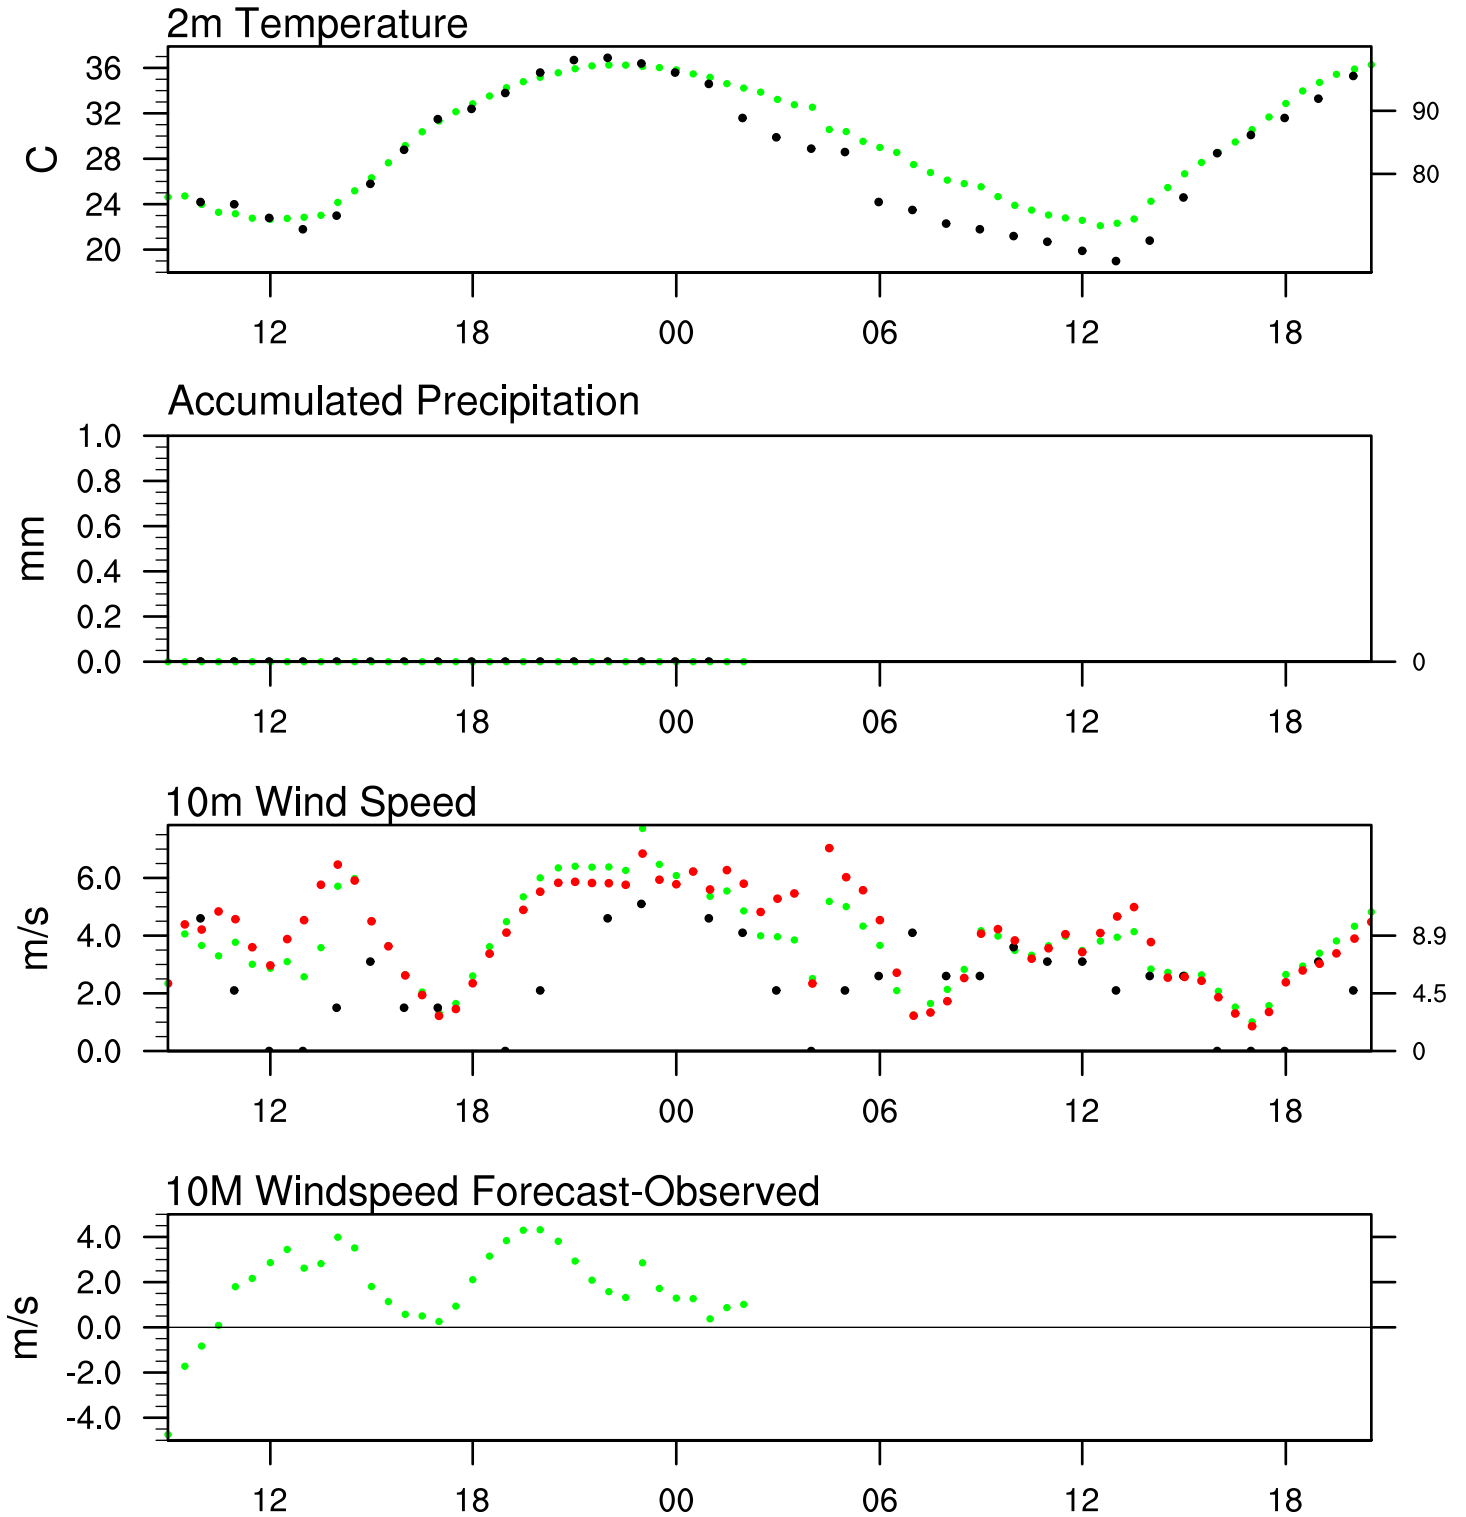 2m Temperature
36
32
28
24
20
C
90
80
12 18 00 06 12 18
Accumulated Precipitation
1.0
0.8
0.6
0.4
0.2
0.0
mm
0
12 18 00 06 12 18
10m Wind Speed
6.0
4.0
2.0
0.0
m/s
8.9
4.5
0
12 18 00 06 12 18
10M Windspeed Forecast-Observed
4.0
2.0
0.0
-2.0
-4.0
m/s
12 18 00 06 12 18